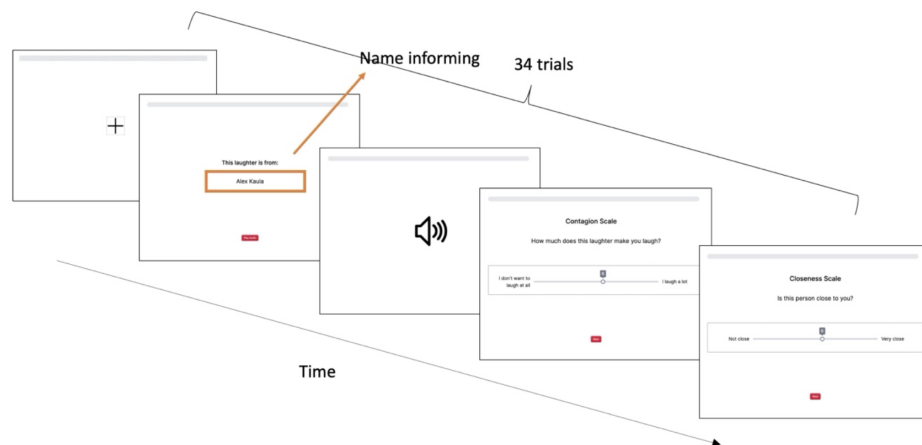 Name informing
34 trials
This laughter is from:
Alex Kauia
Contagion Scale
How much does this laughter make you laugh?
I don't want to
laugh at all
I laugh a lot
Closeness Scale
Is this person close to you?
Not close
Very close
Time